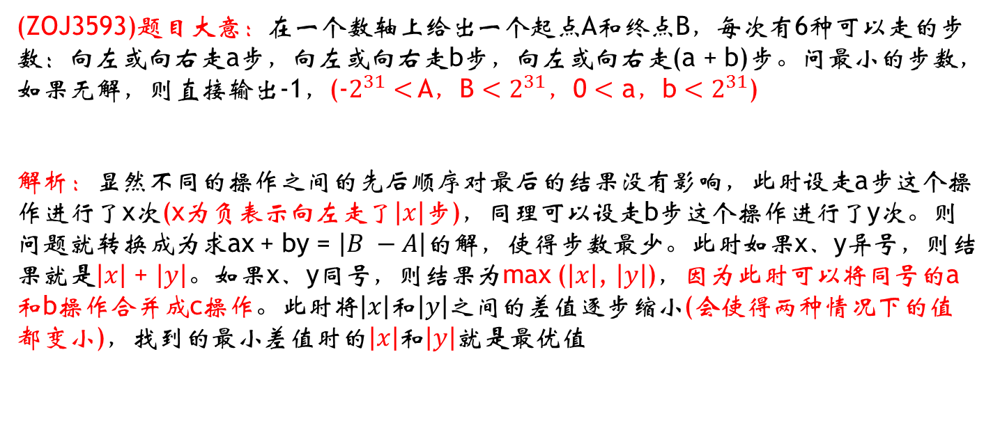 (ZOJ3593)题目大意：在一个数轴上给出一个起点A和终点B，每次有6种可以走的步
数：向左或向右走a步，向左或向右走b步，向左或向右走(a + b)步。问最小的步数，
如果无解，则直接输出-1，(-2³¹ < A，B < 2³¹，0 < a，b < 2³¹)
解析：显然不同的操作之间的先后顺序对最后的结果没有影响，此时设走a步这个操
作进行了x次(x为负表示向左走了|x|步)，同理可以设走b步这个操作进行了y次。则
问题就转换成为求ax + by = |B − A|的解，使得步数最少。此时如果x、y异号，则结
果就是|x| + |y|。如果x、y同号，则结果为max (|x|, |y|)，因为此时可以将同号的a
和b操作合并成c操作。此时将|x|和|y|之间的差值逐步缩小(会使得两种情况下的值
都变小)，找到的最小差值时的|x|和|y|就是最优值